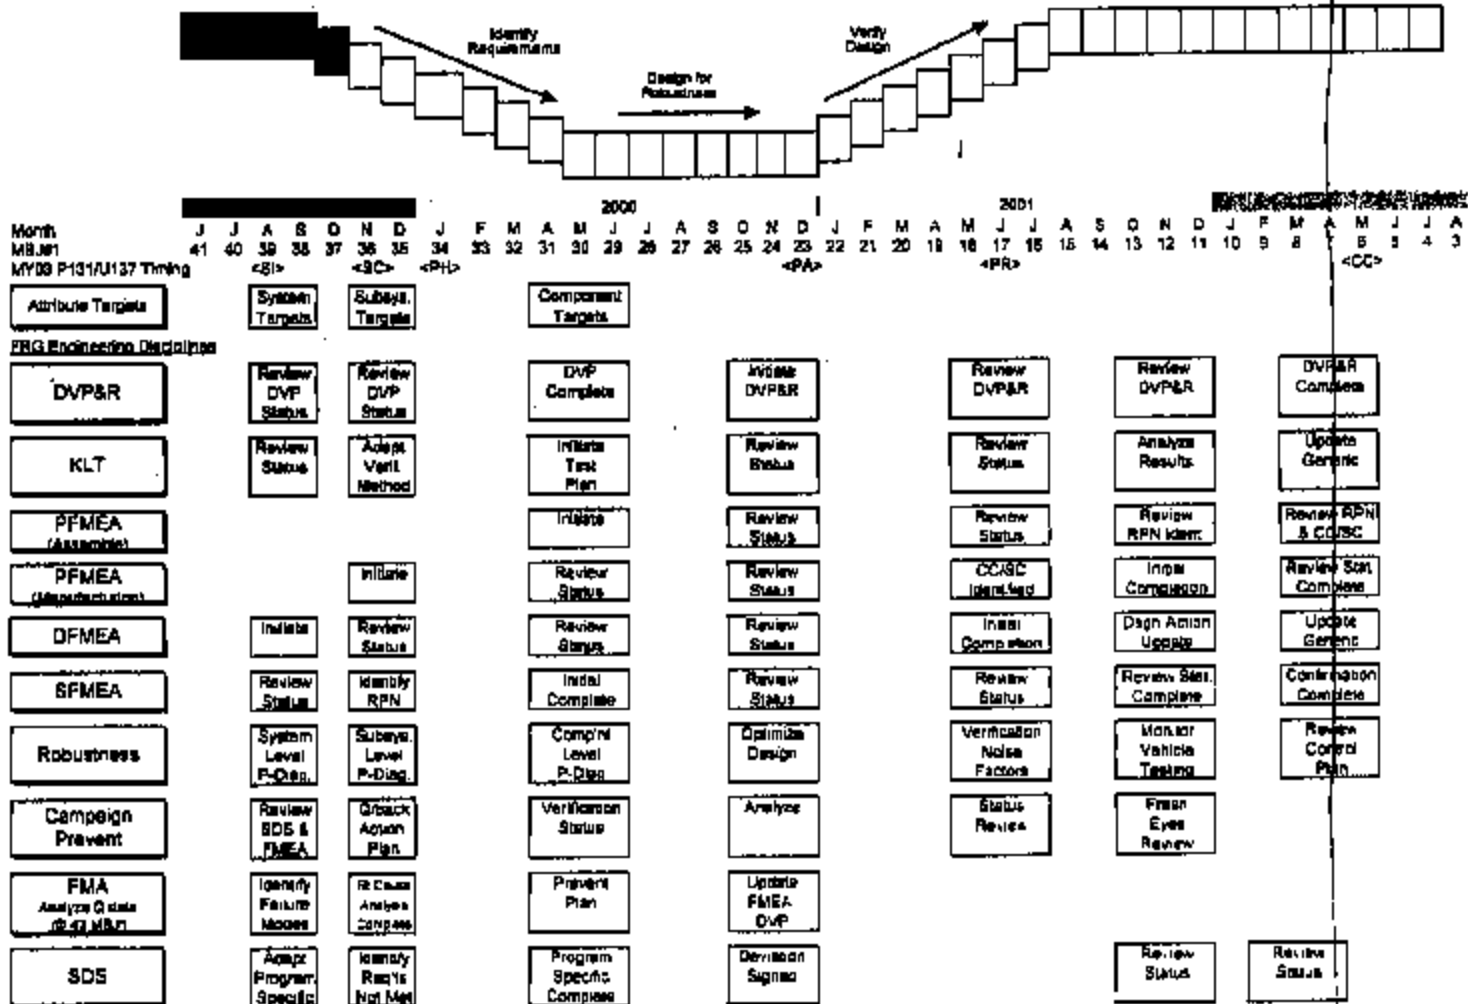 Identify
Requirements
Verify
Design
Design for
Robustness
2000
2001
Month J J A S O N D J F M A M J J A S O N D J F M A M J J A S O N D J F M A M J J A
MBJ#1 41 40 39 38 37 36 35 34 33 32 31 30 29 28 27 26 25 24 23 22 21 20 19 18 17 16 15 14 13 12 11 10 9 8 7 6 5 4 3
MY03 P131/U137 Timing <SI> <SC> <PH> <PA> <PR> <CC>
Attribute Targets System Targets Subsys. Targets Component Targets
FRG Engineering Disciplines
DVP&R Review DVP Status Review DVP Status DVP Complete Initiate DVP&R Review DVP&R Review DVP&R DVP&R Complete
KLT Review Status Adapt Verif. Method Initiate Test Plan Review Status Review Status Analyze Results Update Generic
PFMEA (Assemble) Initiate Review Status Review Status Review RPN Ident. Review RPN & CC/SC
PFMEA Initiate Review Status Review Status CC/SC Identified Initial Completion Review Stat. Complete
DFMEA Initiate Review Status Review Status Review Status Initial Completion Dsgn Action Update Update Generic
SFMEA Review Status Identify RPN Initial Complete Review Status Review Status Review Stat. Complete Confirmation Complete
Robustness System Level P-Diag. Subsys. Level P-Diag. Comp'nt Level P-Diag Optimize Design Verification Noise Factors Monitor Vehicle Testing Review Control Plan
Campaign Prevent Review SDS & FMEA Q/back Action Plan Verification Status Analyze Status Review Fresh Eyes Review
FMA Analyze Q data @ 42 MBJ1 Identify Failure Modes Rt Cause Analysis Complete Prevent Plan Update FMEA DVP
SDS Adapt Program Specific Identify Req'ts Not Met Program Specific Complete Deviation Signed Review Status Review Status